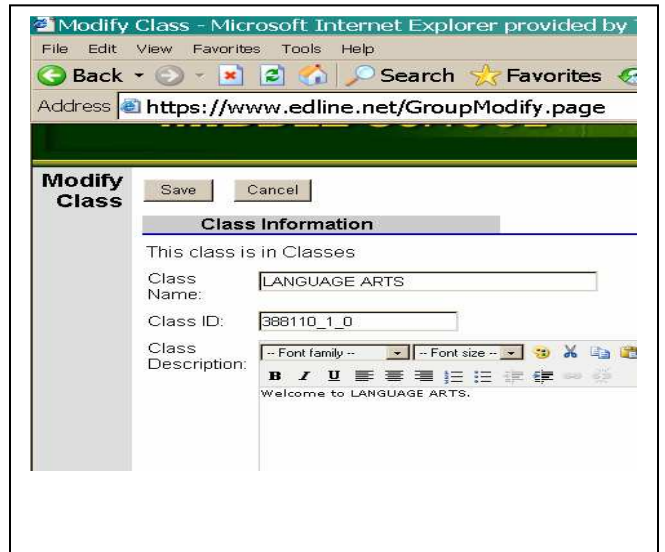 Modify Class - Microsoft Internet Explorer provided by
File Edit View Favorites Tools Help
Back Search Favorites
Address https://www.edline.net/GroupModify.page
Modify Class
Save Cancel
Class Information
This class is in Classes
Class Name: LANGUAGE ARTS
Class ID: 388110_1_0
Class Description:
-- Font family -- -- Font size --
B I U
Welcome to LANGUAGE ARTS.